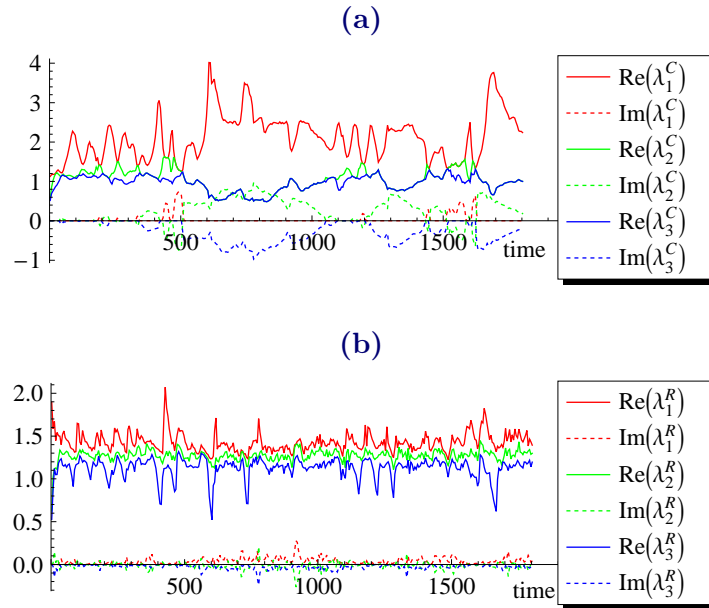 (a)
4
3
2
1
0
−1
500
1000
1500
time
Re(λ₁ᶜ)
Im(λ₁ᶜ)
Re(λ₂ᶜ)
Im(λ₂ᶜ)
Re(λ₃ᶜ)
Im(λ₃ᶜ)
(b)
2.0
1.5
1.0
0.5
0.0
500
1000
1500
time
Re(λ₁ᴿ)
Im(λ₁ᴿ)
Re(λ₂ᴿ)
Im(λ₂ᴿ)
Re(λ₃ᴿ)
Im(λ₃ᴿ)